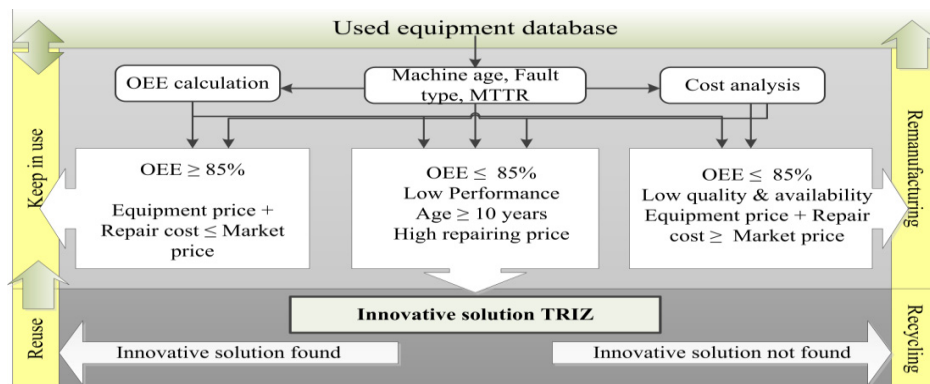 Used equipment database
OEE calculation
Machine age, Fault
type, MTTR
Cost analysis
Keep in use
OEE ≥ 85%
Equipment price +
Repair cost ≤ Market
price
OEE ≤ 85%
Low Performance
Age ≥ 10 years
High repairing price
OEE ≤ 85%
Low quality & availability
Equipment price + Repair
cost ≥ Market price
Remanufacturing
Innovative solution TRIZ
Reuse
Innovative solution found
Innovative solution not found
Recycling